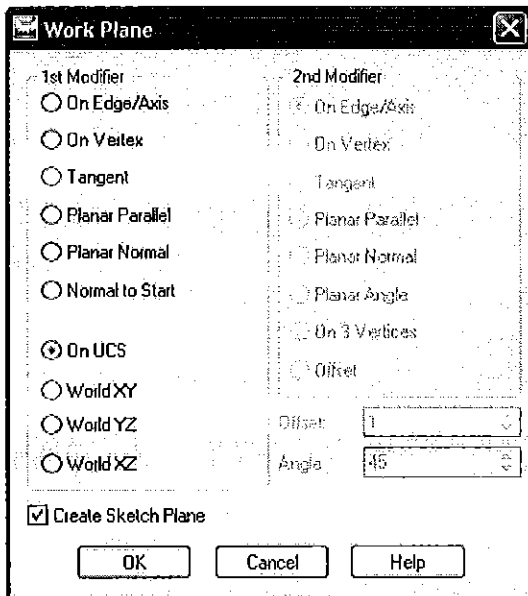 Work Plane
1st Modifier
On Edge/Axis
On Vertex
Tangent
Planar Parallel
Planar Normal
Normal to Start
On UCS
World XY
World YZ
World XZ
2nd Modifier
On Edge/Axis
On Vertex
Tangent
Planar Parallel
Planar Normal
Planar Angle
On 3 Vertices
Offset
Offset: 1
Angle 45
Create Sketch Plane
OK Cancel Help